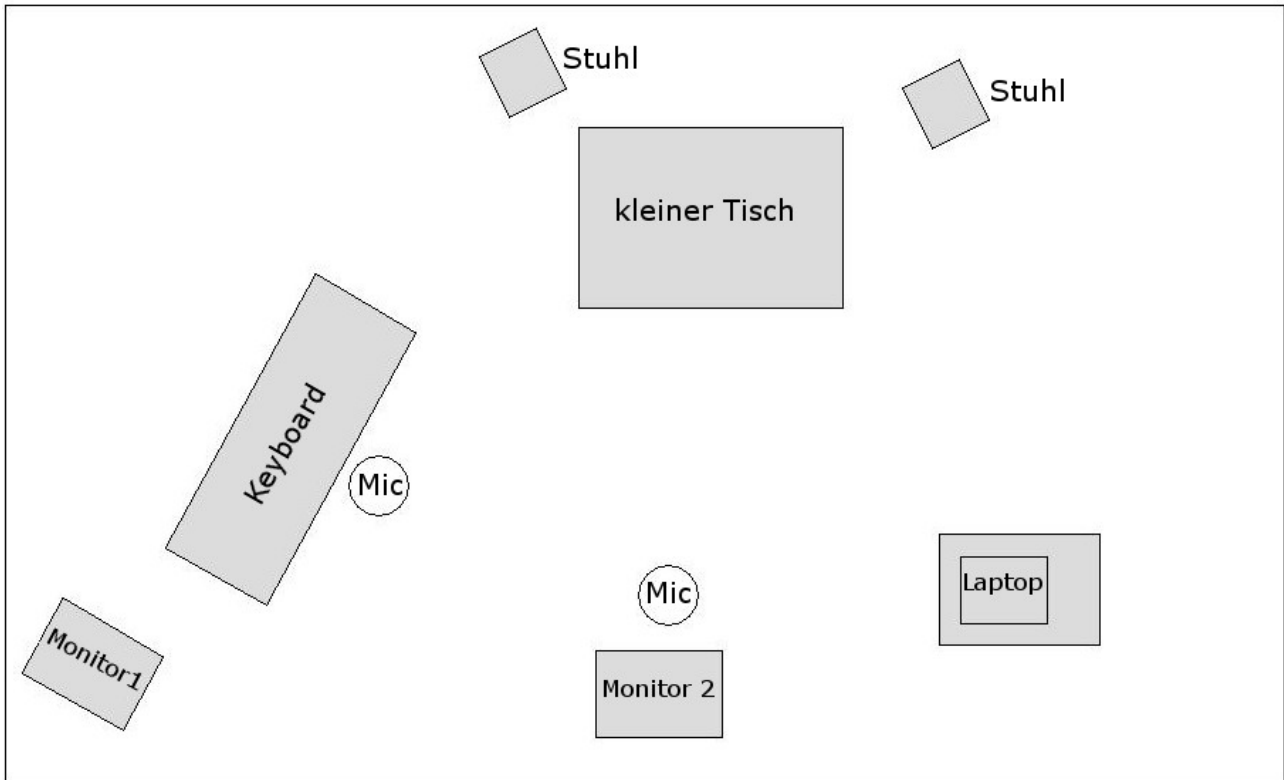 Stuhl
Stuhl
kleiner Tisch
Keyboard
Mic
Mic
Laptop
Monitor1
Monitor 2